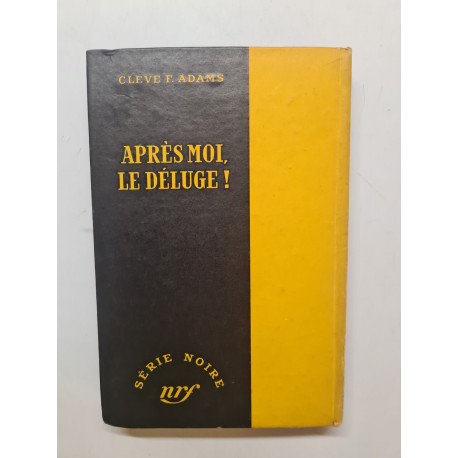 CLEVE F. ADAMS
APRÈS MOI,
LE DÉLUGE !
SÉRIE NOIRE
nrf